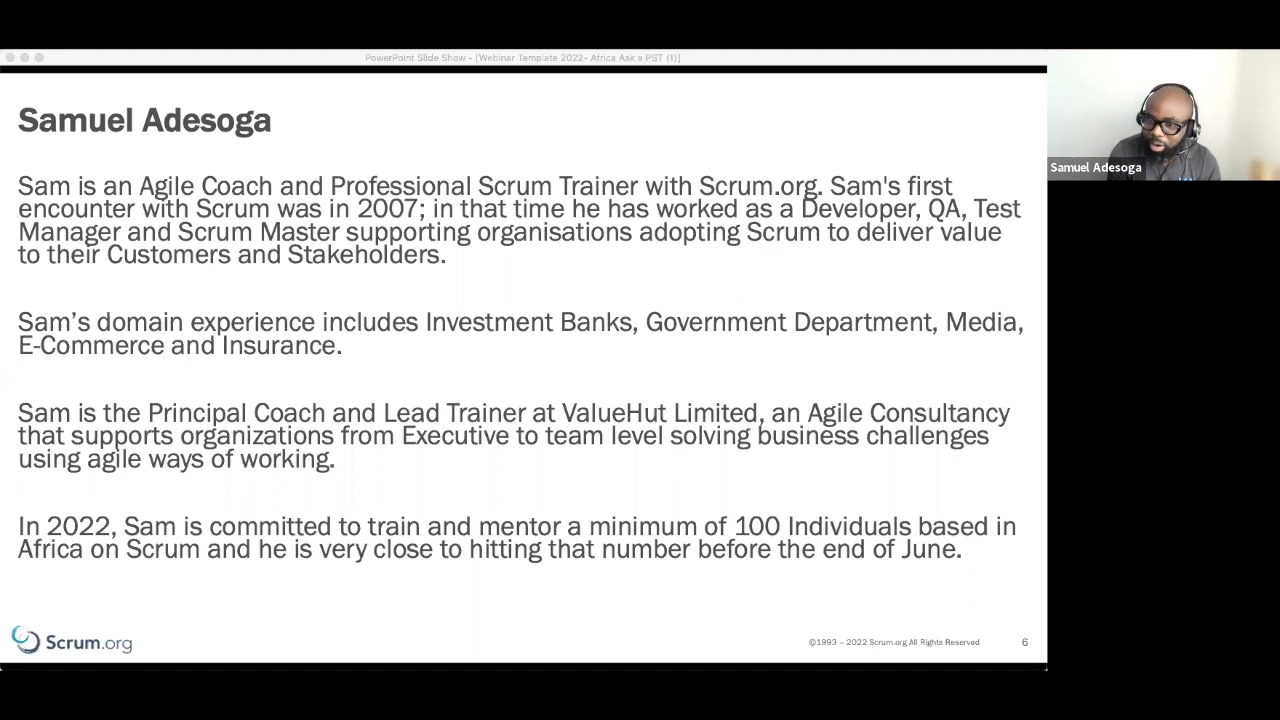 PowerPoint Slide Show - [Webinar Template 2022- Africa Ask a PST (1)]
Samuel Adesoga
Samuel Adesoga
Sam is an Agile Coach and Professional Scrum Trainer with Scrum.org. Sam's first
encounter with Scrum was in 2007; in that time he has worked as a Developer, QA, Test
Manager and Scrum Master supporting organisations adopting Scrum to deliver value
to their Customers and Stakeholders.
Sam’s domain experience includes Investment Banks, Government Department, Media,
E-Commerce and Insurance.
Sam is the Principal Coach and Lead Trainer at ValueHut Limited, an Agile Consultancy
that supports organizations from Executive to team level solving business challenges
using agile ways of working.
In 2022, Sam is committed to train and mentor a minimum of 100 Individuals based in
Africa on Scrum and he is very close to hitting that number before the end of June.
Scrum.org
©1993 – 2022 Scrum.org All Rights Reserved
6